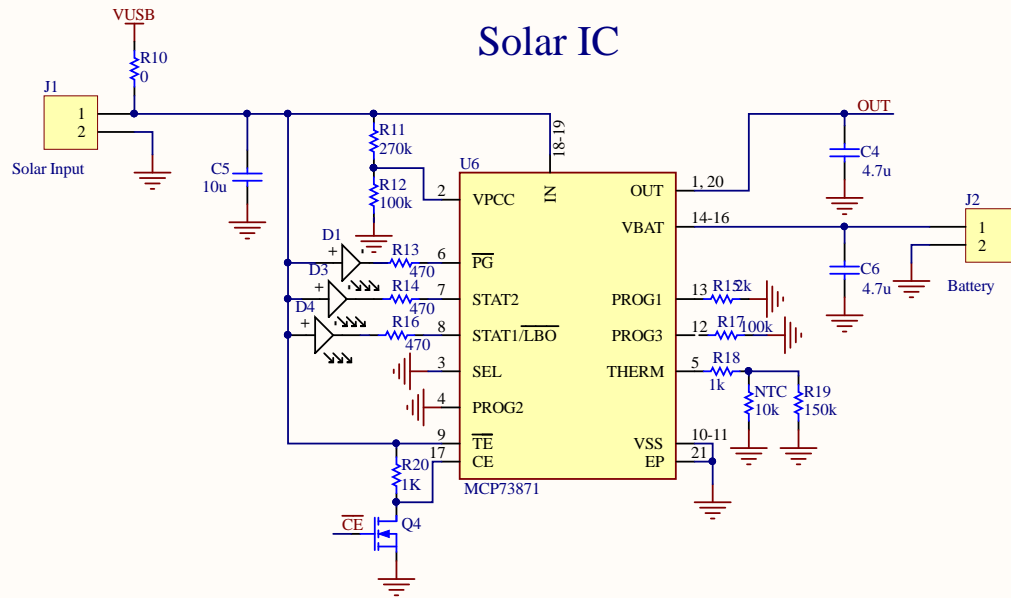 VUSB
Solar IC
R10
0
J1
1
2
Solar Input
OUT
R11
270k
18-19
C5
10u
R12
100k
U6
C4
4.7u
2
VPCC
IN
OUT
1, 20
J2
VBAT
14-16
1
2
D1
R13
6
PG
470
C6
4.7u
Battery
D3
R14
7
STAT2
470
PROG1
13
R15
2k
D4
R16
8
STAT1/LBO
470
PROG3
12
R17
100k
3
SEL
THERM
5
R18
1k
NTC
10k
R19
150k
4
PROG2
9
TE
VSS
10-11
R20
1K
17
CE
EP
21
MCP73871
CE
Q4